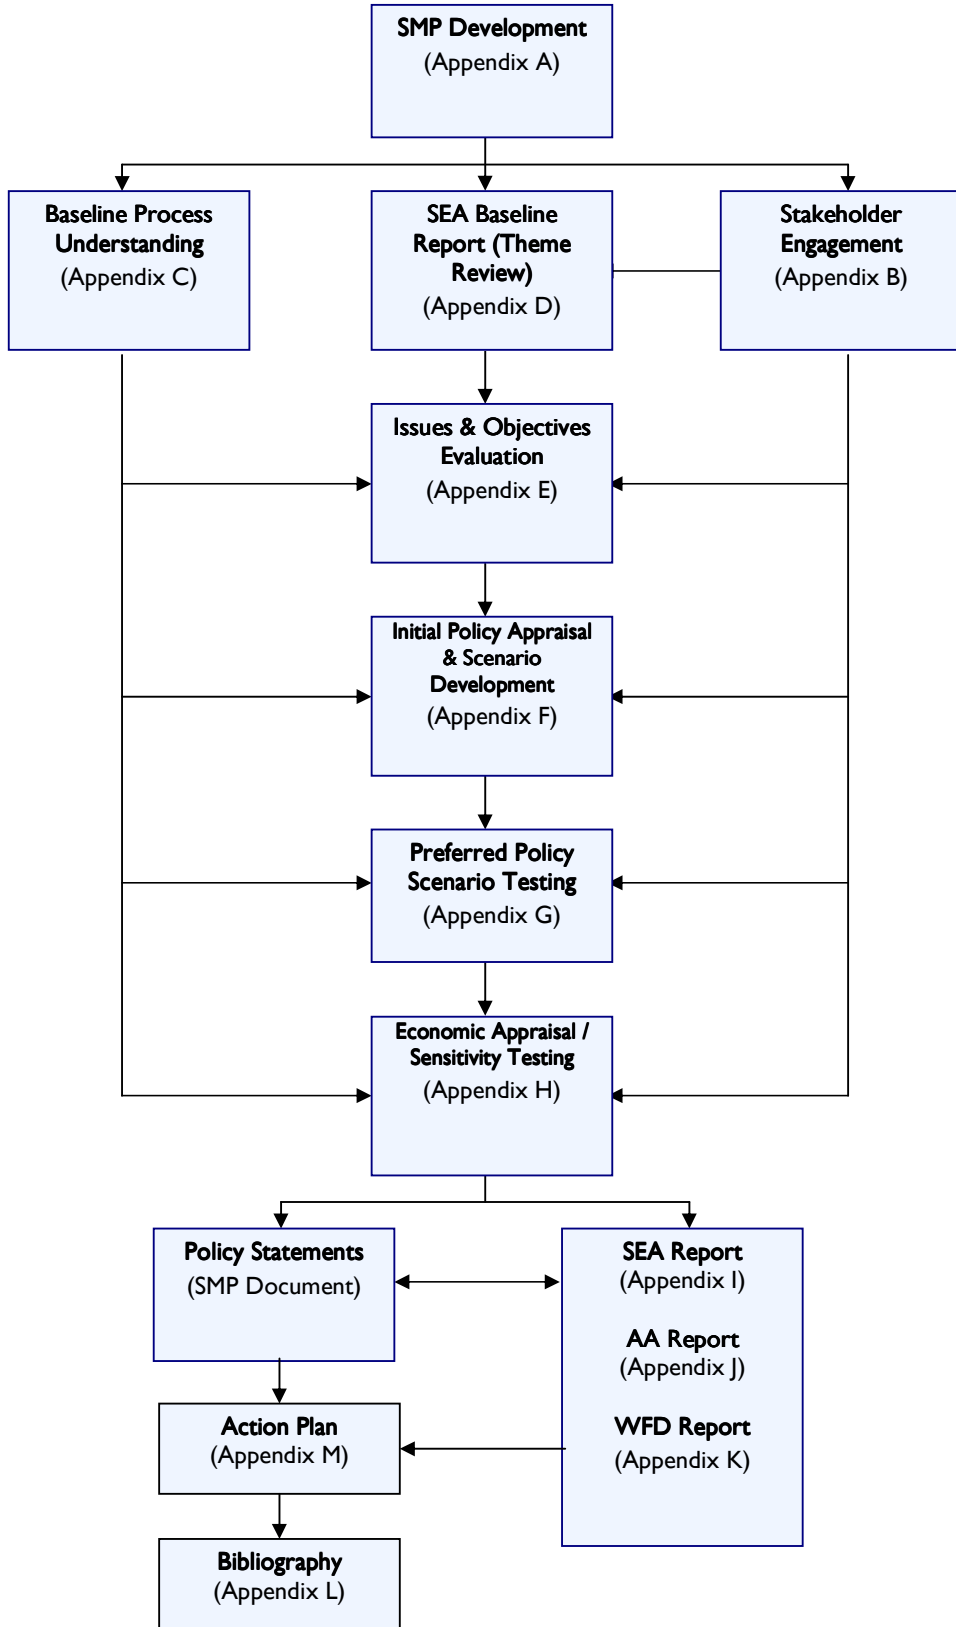 SMP Development
(Appendix A)
Baseline Process
Understanding
(Appendix C)
SEA Baseline
Report (Theme
Review)
(Appendix D)
Stakeholder
Engagement
(Appendix B)
Issues & Objectives
Evaluation
(Appendix E)
Initial Policy Appraisal
& Scenario
Development
(Appendix F)
Preferred Policy
Scenario Testing
(Appendix G)
Economic Appraisal /
Sensitivity Testing
(Appendix H)
Policy Statements
(SMP Document)
SEA Report
(Appendix I)
AA Report
(Appendix J)
WFD Report
(Appendix K)
Action Plan
(Appendix M)
Bibliography
(Appendix L)